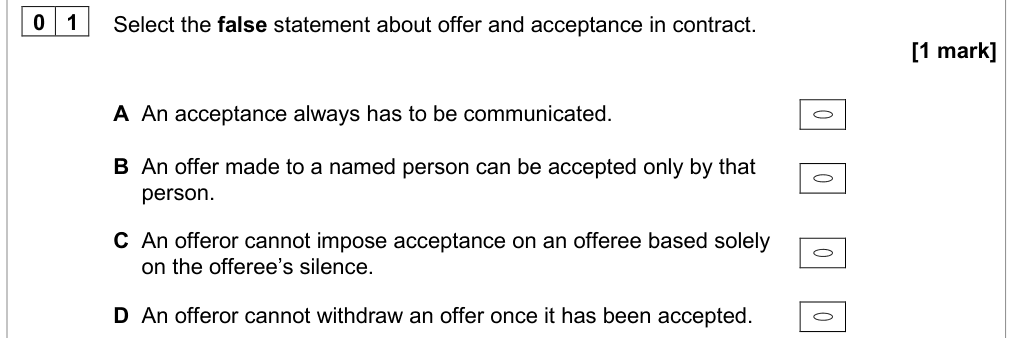 0 1 Select the false statement about offer and acceptance in contract.
[1 mark]
A An acceptance always has to be communicated.
B An offer made to a named person can be accepted only by that
person.
C An offeror cannot impose acceptance on an offeree based solely
on the offeree’s silence.
D An offeror cannot withdraw an offer once it has been accepted.